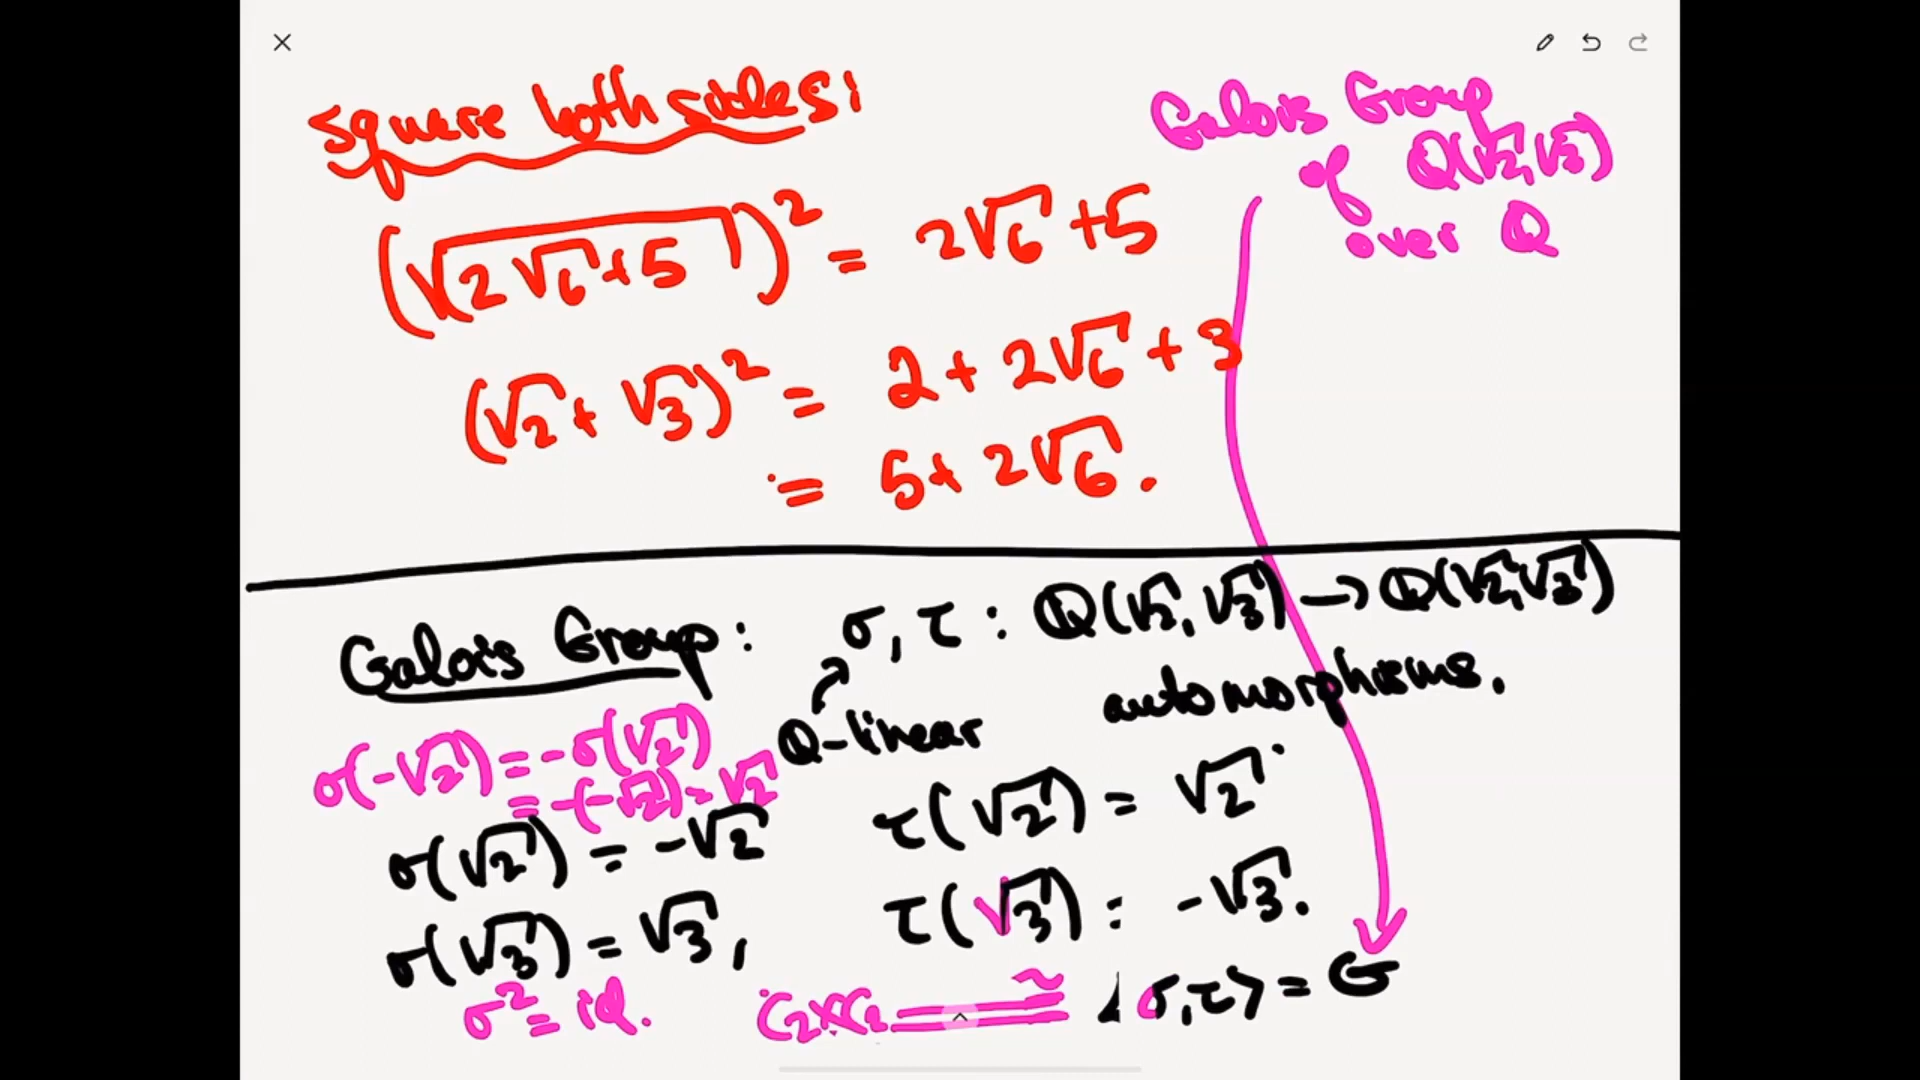 Square both sides:
(√(2√6+5))² = 2√6+5
(√2+√3)² = 2+2√6+3
= 5+2√6.
Galois Group
of ℚ(√2,√3)
over ℚ
Galois Group: σ, τ : ℚ(√2, √3) → ℚ(√2,√3)
ℚ-linear automorphisms.
σ(-√2) = -σ(√2)
= -(-√2) = √2
σ(√2) = -√2 τ(√2) = √2
σ(√3) = √3, τ(√3) = -√3.
σ² = id. C₂×C₂ ≅ <σ,τ> = G